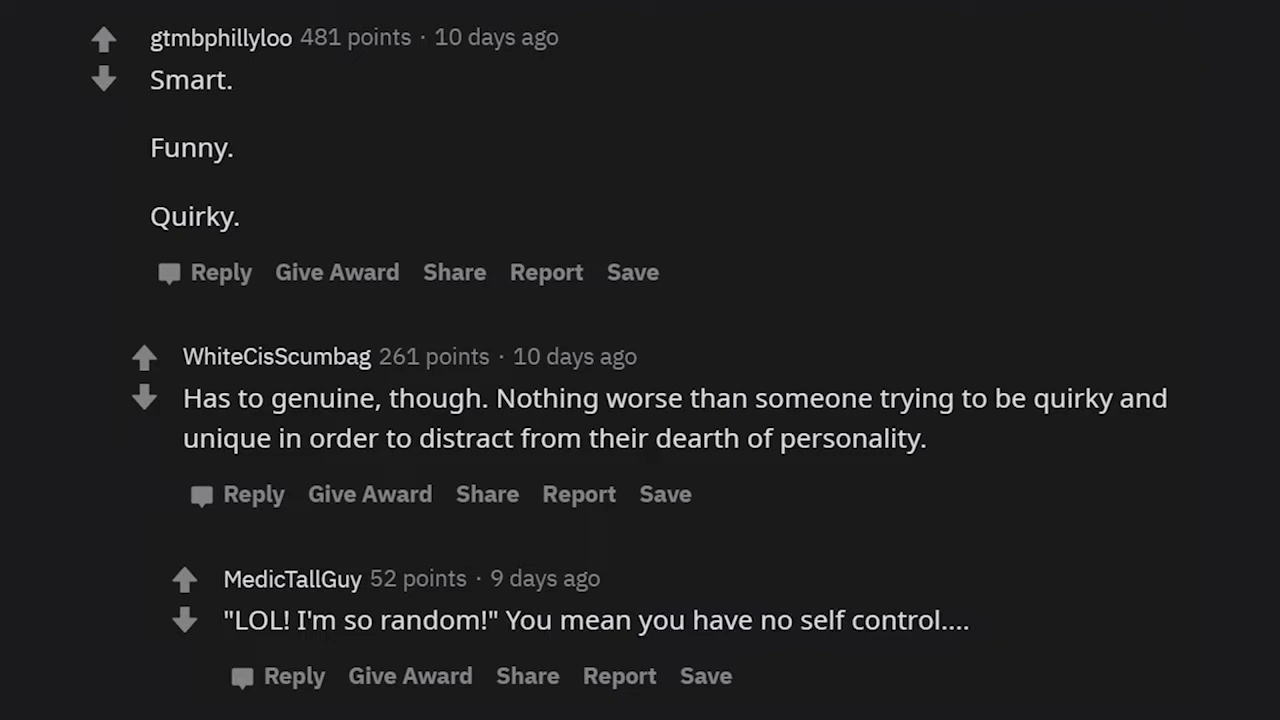 gtmbphillyloo 481 points · 10 days ago
Smart.
Funny.
Quirky.
Reply Give Award Share Report Save
WhiteCisScumbag 261 points · 10 days ago
Has to genuine, though. Nothing worse than someone trying to be quirky and
unique in order to distract from their dearth of personality.
Reply Give Award Share Report Save
MedicTallGuy 52 points · 9 days ago
"LOL! I'm so random!" You mean you have no self control....
Reply Give Award Share Report Save